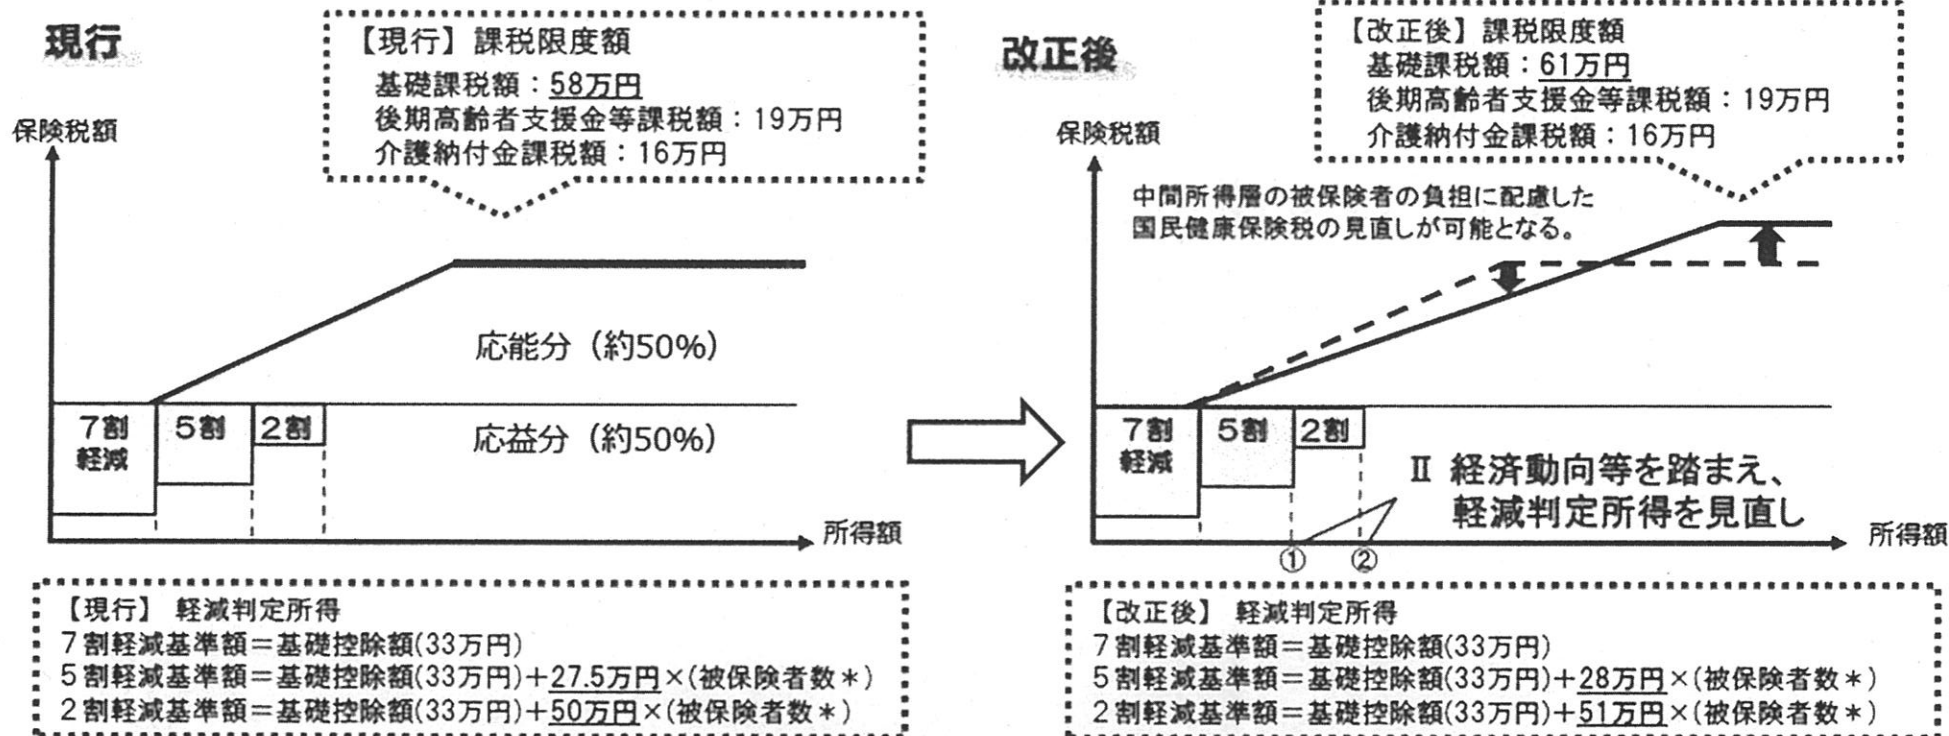 現行
【現行】課税限度額
基礎課税額：58万円
後期高齢者支援金等課税額：19万円
介護納付金課税額：16万円
保険税額
応能分（約50%）
7割
軽減
5割
2割
応益分（約50%）
所得額
【現行】 軽減判定所得
7割軽減基準額＝基礎控除額(33万円)
5割軽減基準額＝基礎控除額(33万円)＋27.5万円×(被保険者数＊)
2割軽減基準額＝基礎控除額(33万円)＋50万円×(被保険者数＊)
改正後
【改正後】課税限度額
基礎課税額：61万円
後期高齢者支援金等課税額：19万円
介護納付金課税額：16万円
保険税額
中間所得層の被保険者の負担に配慮した
国民健康保険税の見直しが可能となる。
7割
軽減
5割
2割
Ⅱ 経済動向等を踏まえ、
軽減判定所得を見直し
所得額
① ②
【改正後】 軽減判定所得
7割軽減基準額＝基礎控除額(33万円)
5割軽減基準額＝基礎控除額(33万円)＋28万円×(被保険者数＊)
2割軽減基準額＝基礎控除額(33万円)＋51万円×(被保険者数＊)